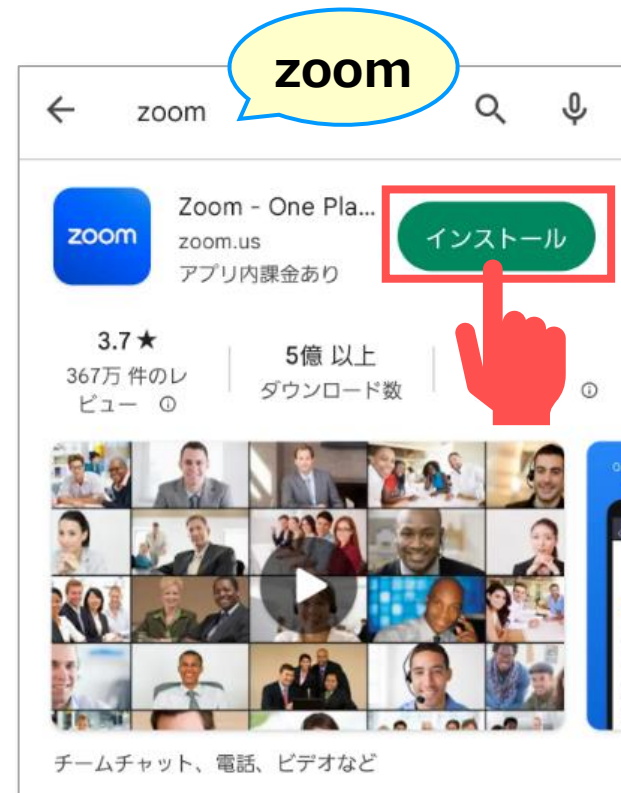 zoom
zoom
zoom
Zoom - One Pla...
zoom.us
アプリ内課金あり
インストール
3.7★
367万 件のレ
ビュー
5億 以上
ダウンロード数
チームチャット、電話、ビデオなど